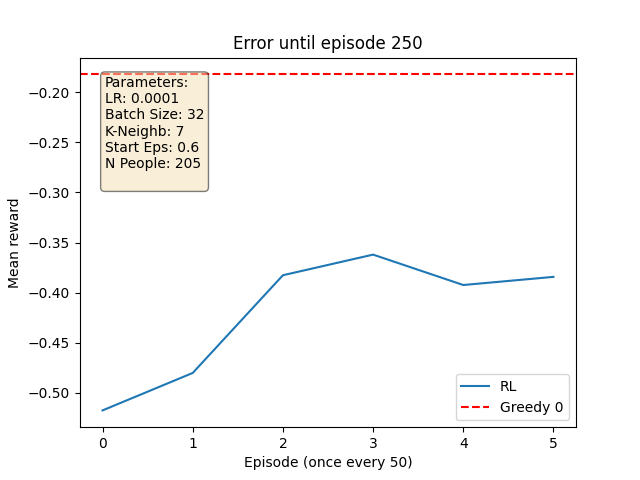 Error until episode 250
Parameters:
LR: 0.0001
Batch Size: 32
K-Neighb: 7
Start Eps: 0.6
N People: 205
−0.20
−0.25
−0.30
−0.35
−0.40
−0.45
−0.50
Mean reward
RL
Greedy 0
0 1 2 3 4 5
Episode (once every 50)